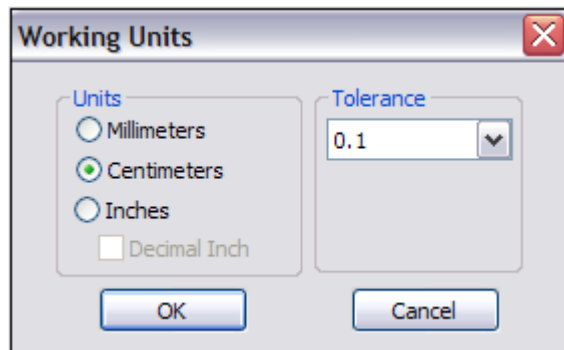 Working Units
Units
Millimeters
Centimeters
Inches
Decimal Inch
Tolerance
0.1
OK
Cancel